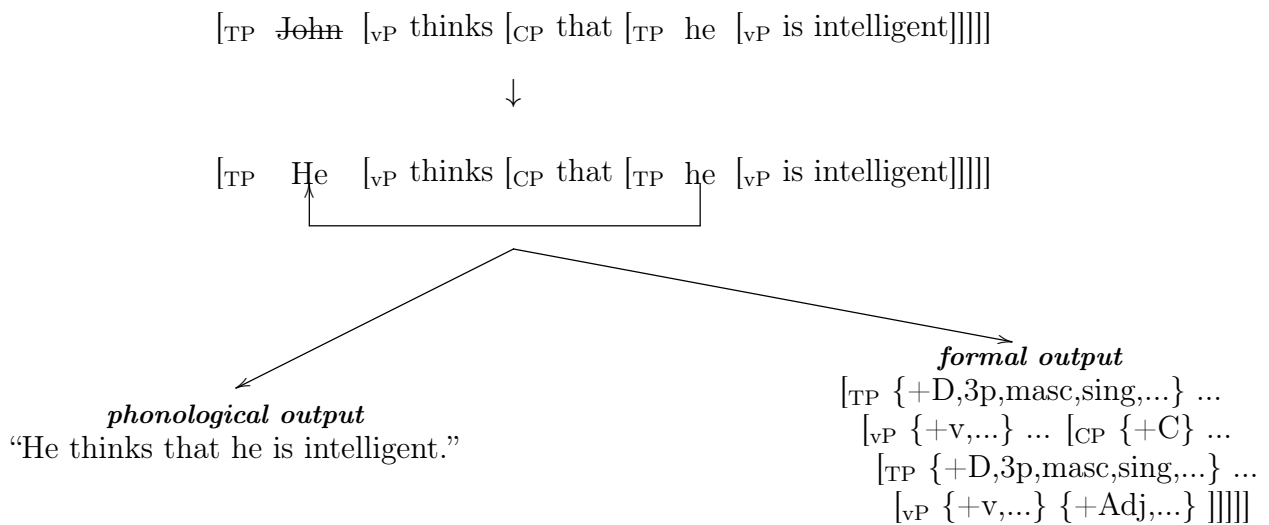 [TP John [vP thinks [CP that [TP he [vP is intelligent]]]]]
↓
[TP He [vP thinks [CP that [TP he [vP is intelligent]]]]]
phonological output
“He thinks that he is intelligent.”
formal output
[TP {+D,3p,masc,sing,...} ...
[vP {+v,...} ... [CP {+C} ...
[TP {+D,3p,masc,sing,...} ...
[vP {+v,...} {+Adj,...} ]]]]]